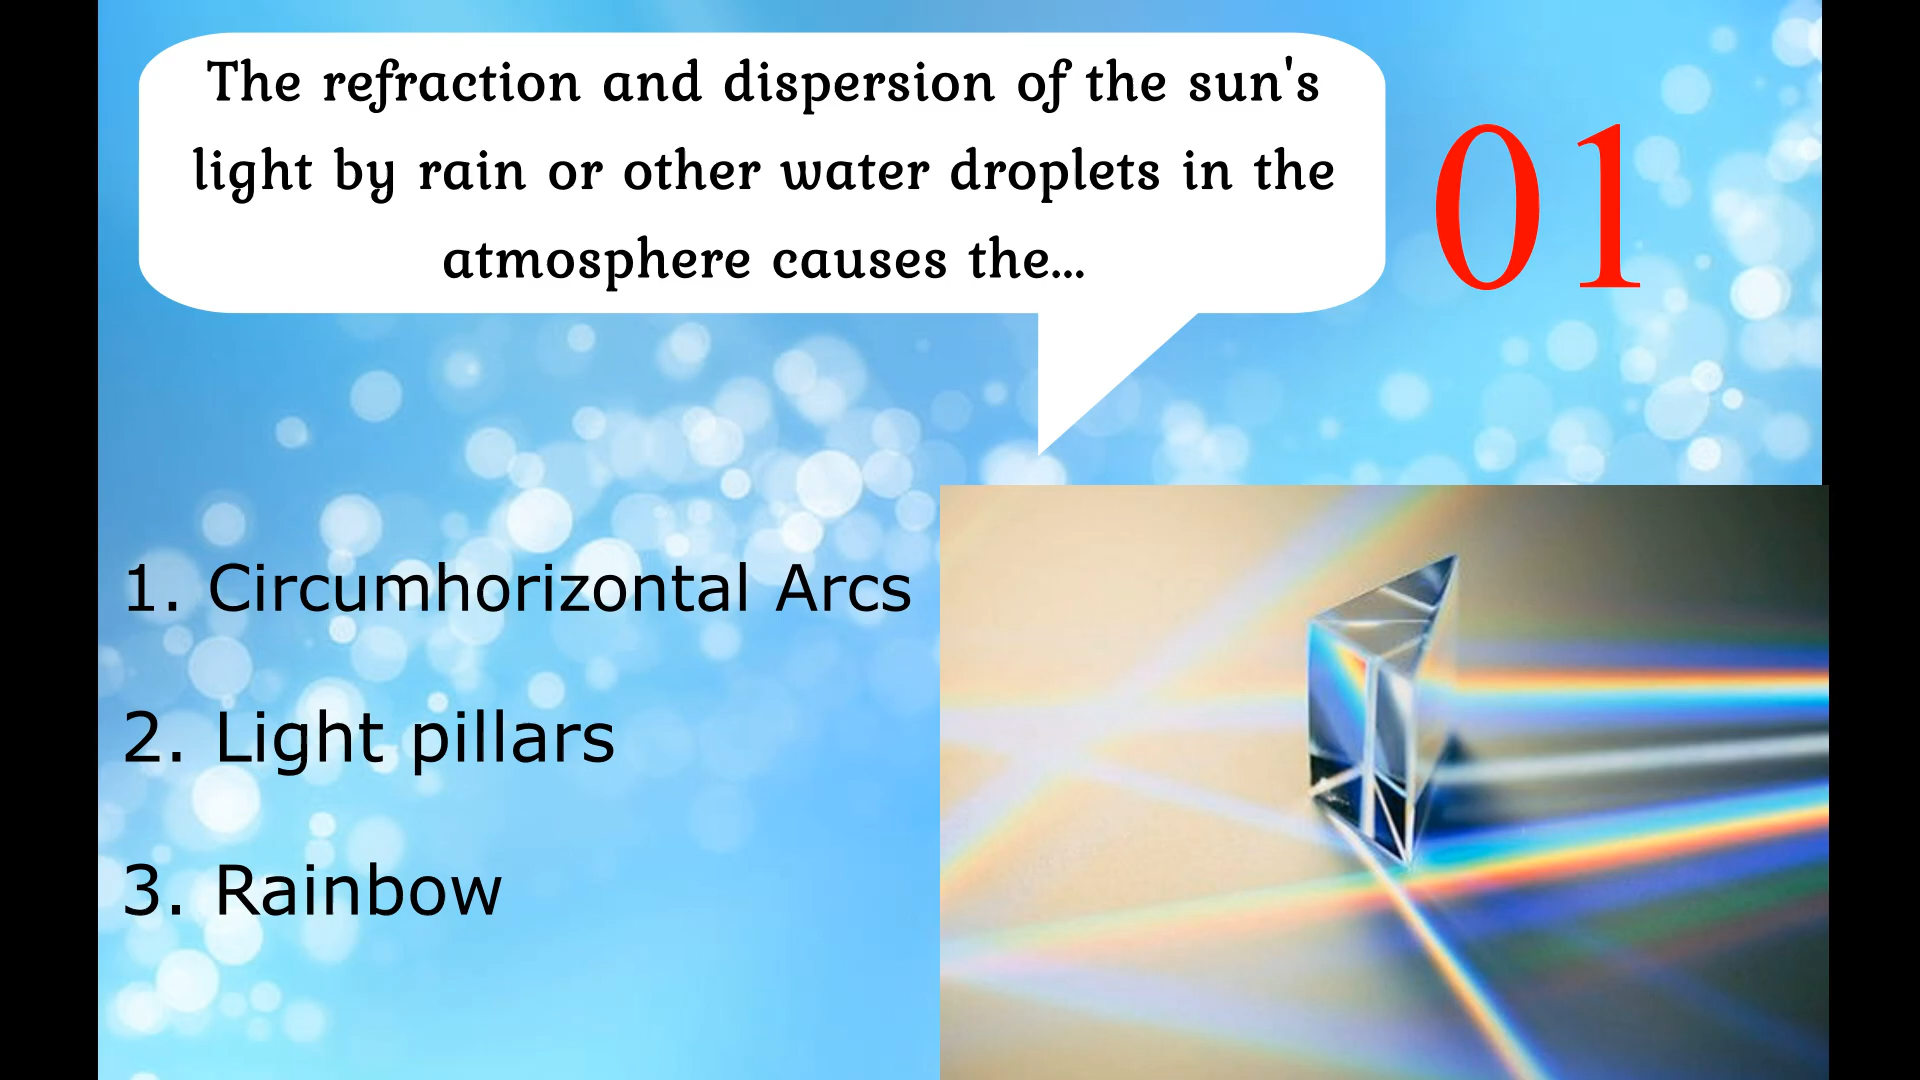 The refraction and dispersion of the sun's
light by rain or other water droplets in the
atmosphere causes the...
01
1. Circumhorizontal Arcs
2. Light pillars
3. Rainbow